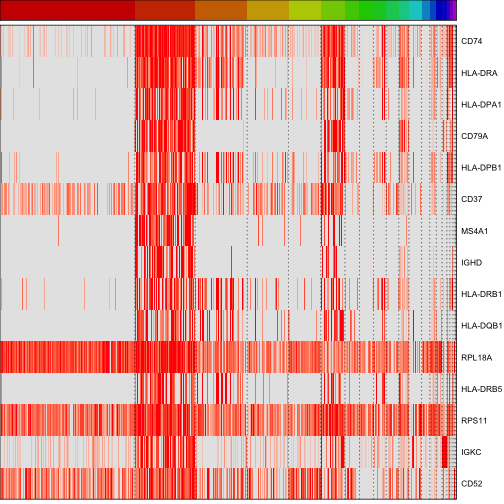 CD74
HLA-DRA
HLA-DPA1
CD79A
HLA-DPB1
CD37
MS4A1
IGHD
HLA-DRB1
HLA-DQB1
RPL18A
HLA-DRB5
RPS11
IGKC
CD52